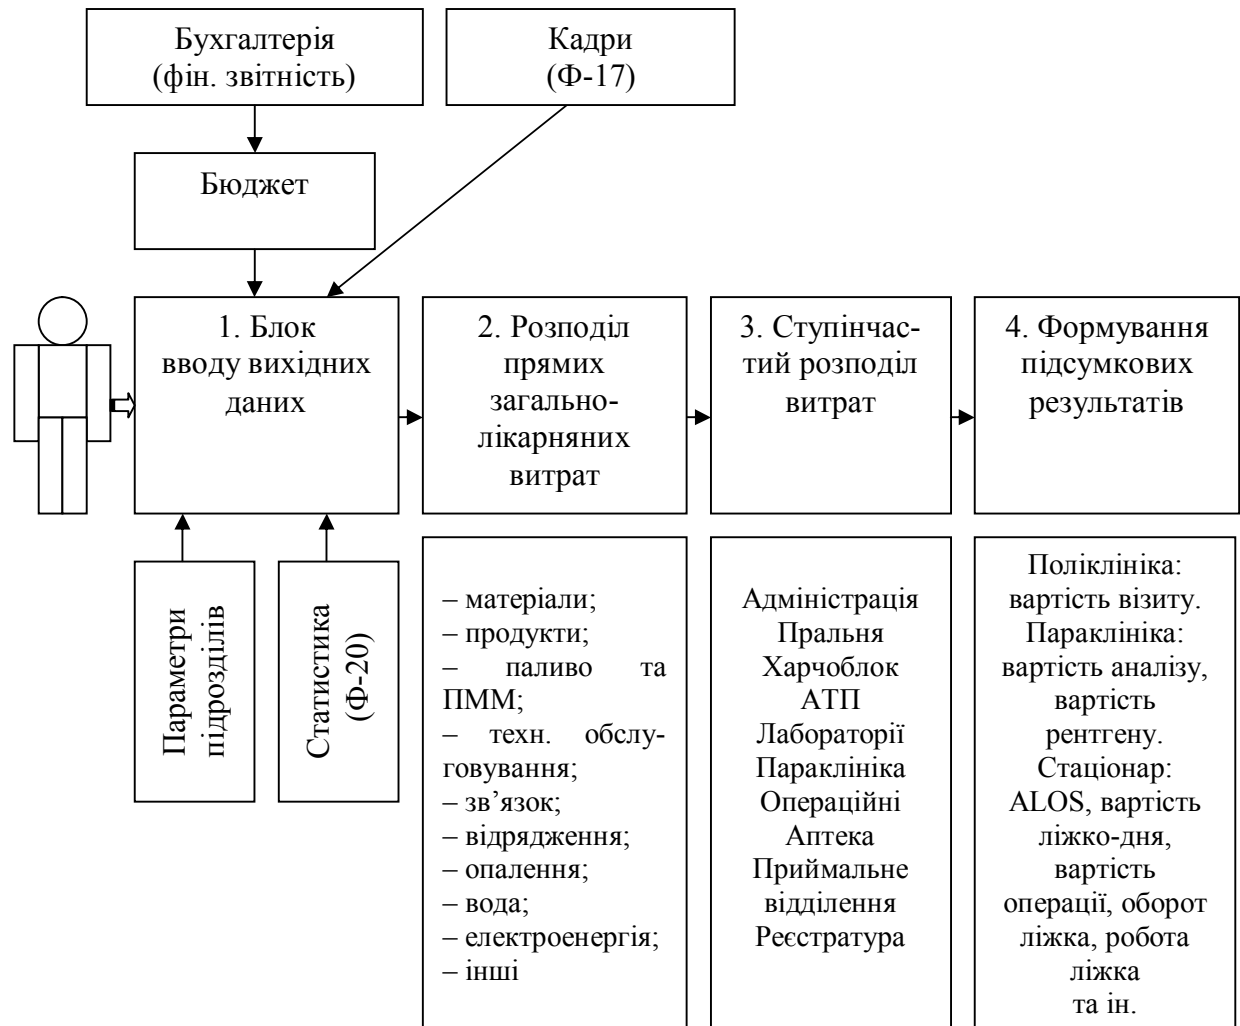 Бухгалтерія
(фін. звітність)
Кадри
(Ф-17)
Бюджет
1. Блок
вводу вихідних
даних
2. Розподіл
прямих
загально-
лікарняних
витрат
3. Ступінчас-
тий розподіл
витрат
4. Формування
підсумкових
результатів
Параметри
підрозділів
Статистика
(Ф-20)
– матеріали;
– продукти;
– паливо та
ПММ;
– техн. обслу-
говування;
– зв’язок;
– відрядження;
– опалення;
– вода;
– електроенергія;
– інші
Адміністрація
Пральня
Харчоблок
АТП
Лабораторії
Параклініка
Операційні
Аптека
Приймальне
відділення
Реєстратура
Поліклініка:
вартість візиту.
Параклініка:
вартість аналізу,
вартість
рентгену.
Стаціонар:
ALOS, вартість
ліжко-дня,
вартість
операції, оборот
ліжка, робота
ліжка
та ін.